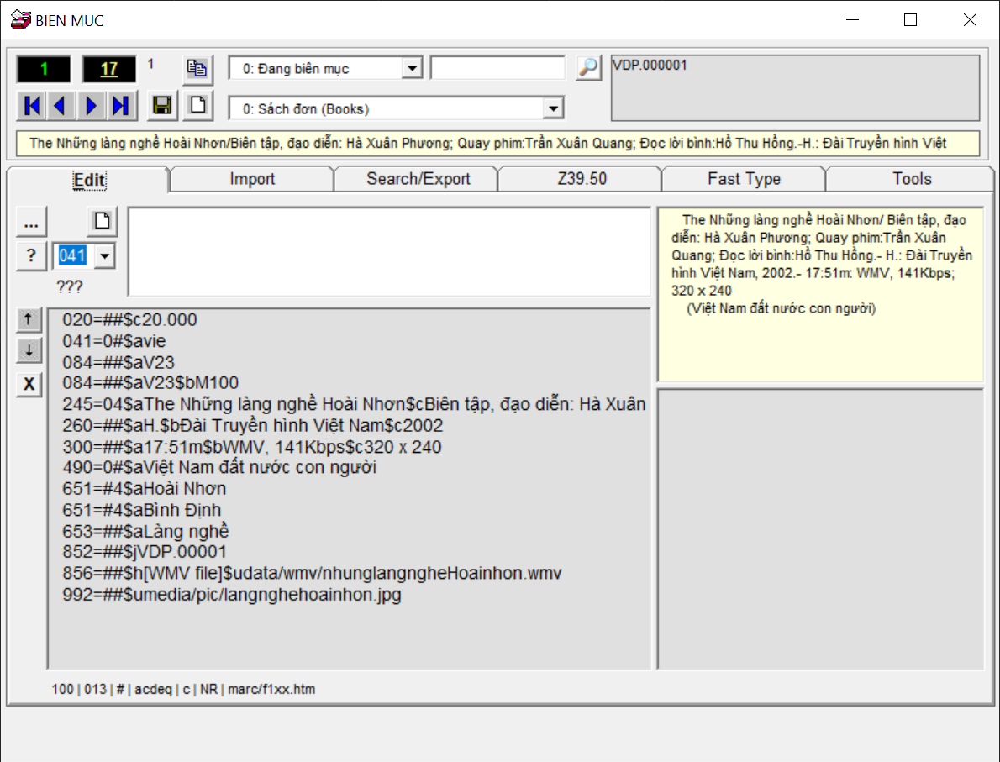 BIEN MUC
1
17
1
0: Đang biên mục
VDP.000001
0: Sách đơn (Books)
The Những làng nghề Hoài Nhơn/Biên tập, đạo diễn: Hà Xuân Phương; Quay phim:Trần Xuân Quang; Đọc lời bình:Hồ Thu Hồng.-H.: Đài Truyền hình Việt
Edit
Import
Search/Export
Z39.50
Fast Type
Tools
...
?
041
???
The Những làng nghề Hoài Nhơn/ Biên tập, đạo
diễn: Hà Xuân Phương; Quay phim:Trần Xuân
Quang; Đọc lời bình:Hồ Thu Hồng.- H.: Đài Truyền
hình Việt Nam, 2002.- 17:51m: WMV, 141Kbps;
320 x 240
(Việt Nam đất nước con người)
↑
↓
X
020=##$c20.000
041=0#$avie
084=##$aV23
084=##$aV23$bM100
245=04$aThe Những làng nghề Hoài Nhơn$cBiên tập, đạo diễn: Hà Xuân
260=##$aH.$bĐài Truyền hình Việt Nam$c2002
300=##$a17:51m$bWMV, 141Kbps$c320 x 240
490=0#$aViệt Nam đất nước con người
651=#4$aHoài Nhơn
651=#4$aBình Định
653=##$aLàng nghề
852=##$jVDP.00001
856=##$h[WMV file]$udata/wmv/nhunglangngheHoainhon.wmv
992=##$umedia/pic/langnghehoainhon.jpg
100 | 013 | # | acdeq | c | NR | marc/f1xx.htm